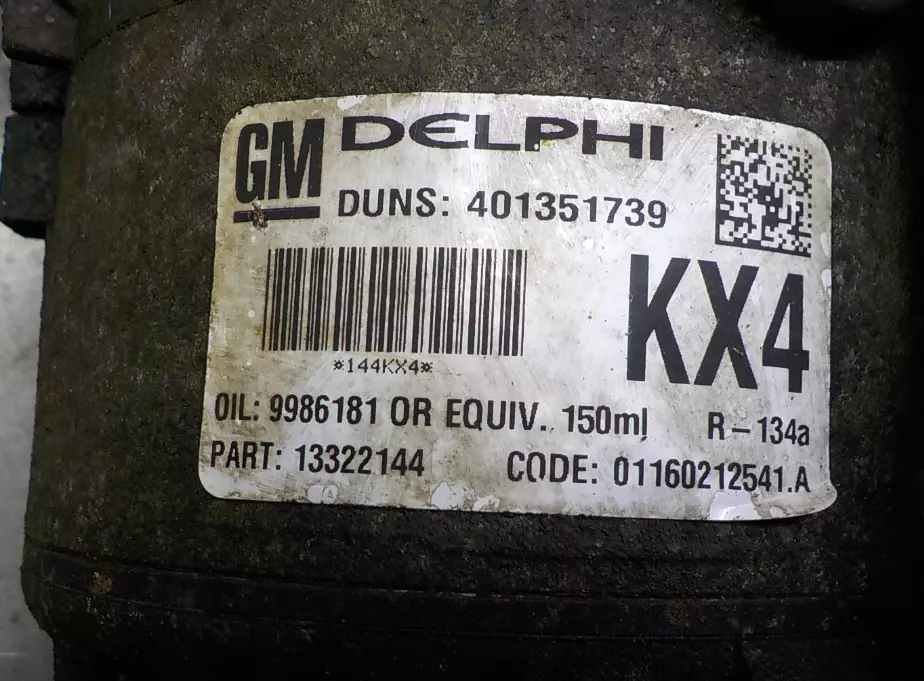 GM DELPHI
DUNS: 401351739
*144KX4*
KX4
OIL: 9986181 OR EQUIV.. 150ml R-134a
PART: 13322144 CODE: 01160212541.A